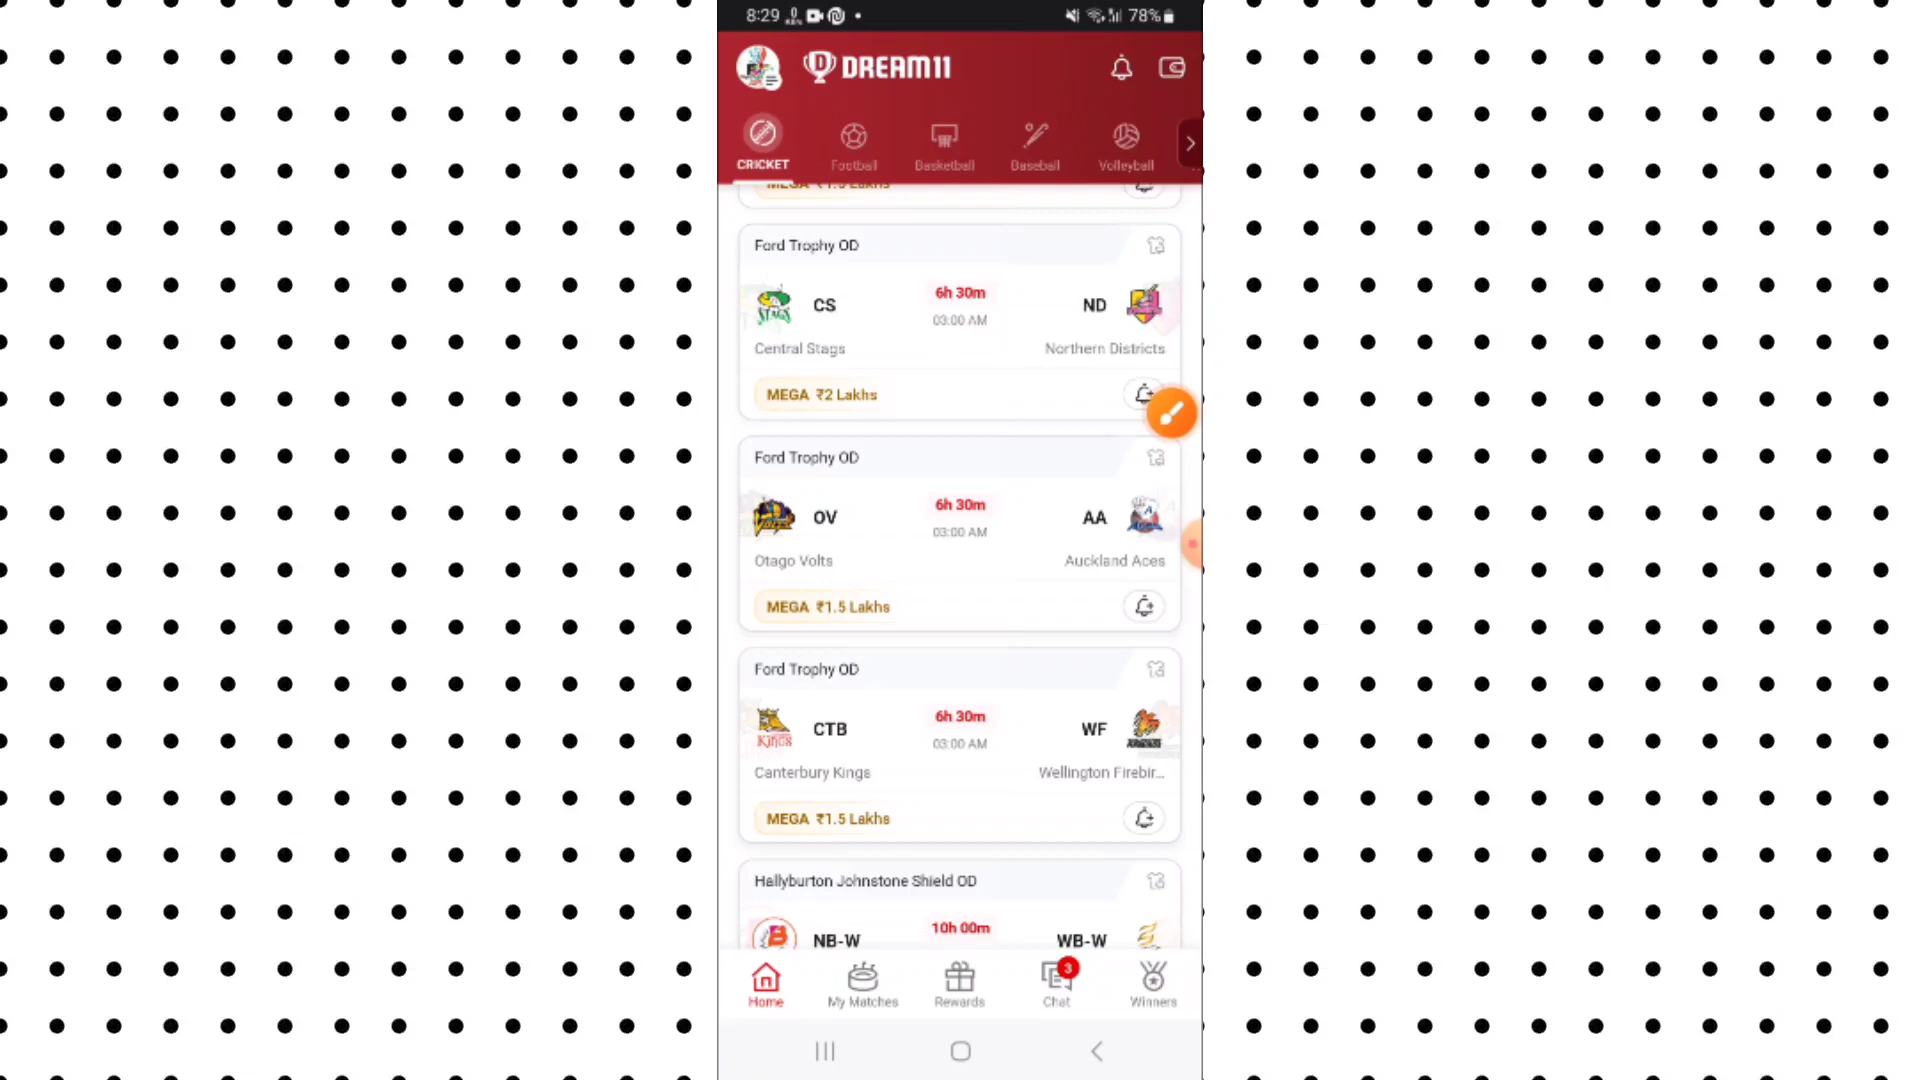 8:29 78%
DREAM11
CRICKET Football Basketball Baseball Volleyball
MEGA ₹1.5 Lakhs
Ford Trophy OD
CS 6h 30m ND
03:00 AM
Central Stags Northern Districts
MEGA ₹2 Lakhs
Ford Trophy OD
OV 6h 30m AA
03:00 AM
Otago Volts Auckland Aces
MEGA ₹1.5 Lakhs
Ford Trophy OD
CTB 6h 30m WF
03:00 AM
Canterbury Kings Wellington Firebir...
MEGA ₹1.5 Lakhs
Hallyburton Johnstone Shield OD
NB-W 10h 00m WB-W
3
Home My Matches Rewards Chat Winners